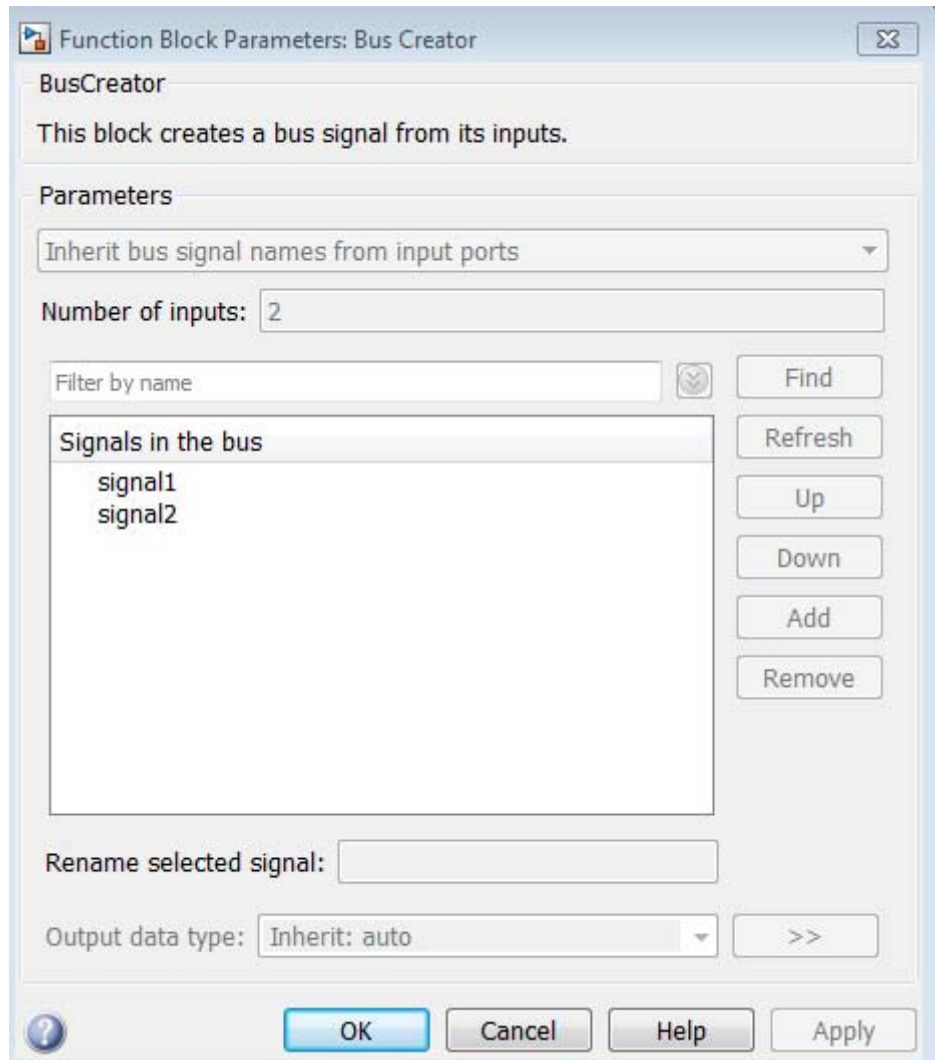 Function Block Parameters: Bus Creator
BusCreator
This block creates a bus signal from its inputs.
Parameters
Inherit bus signal names from input ports
Number of inputs: 2
Filter by name
Find
Signals in the bus
Refresh
signal1
signal2
Up
Down
Add
Remove
Rename selected signal:
Output data type: Inherit: auto >>
? OK Cancel Help Apply